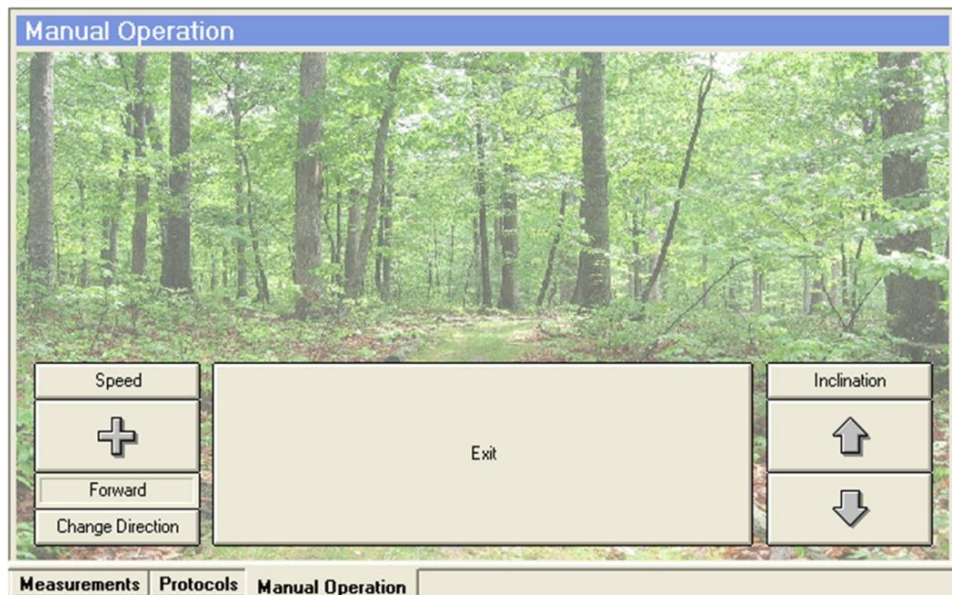 Manual Operation
Speed
Inclination
Exit
Forward
Change Direction
Measurements Protocols Manual Operation